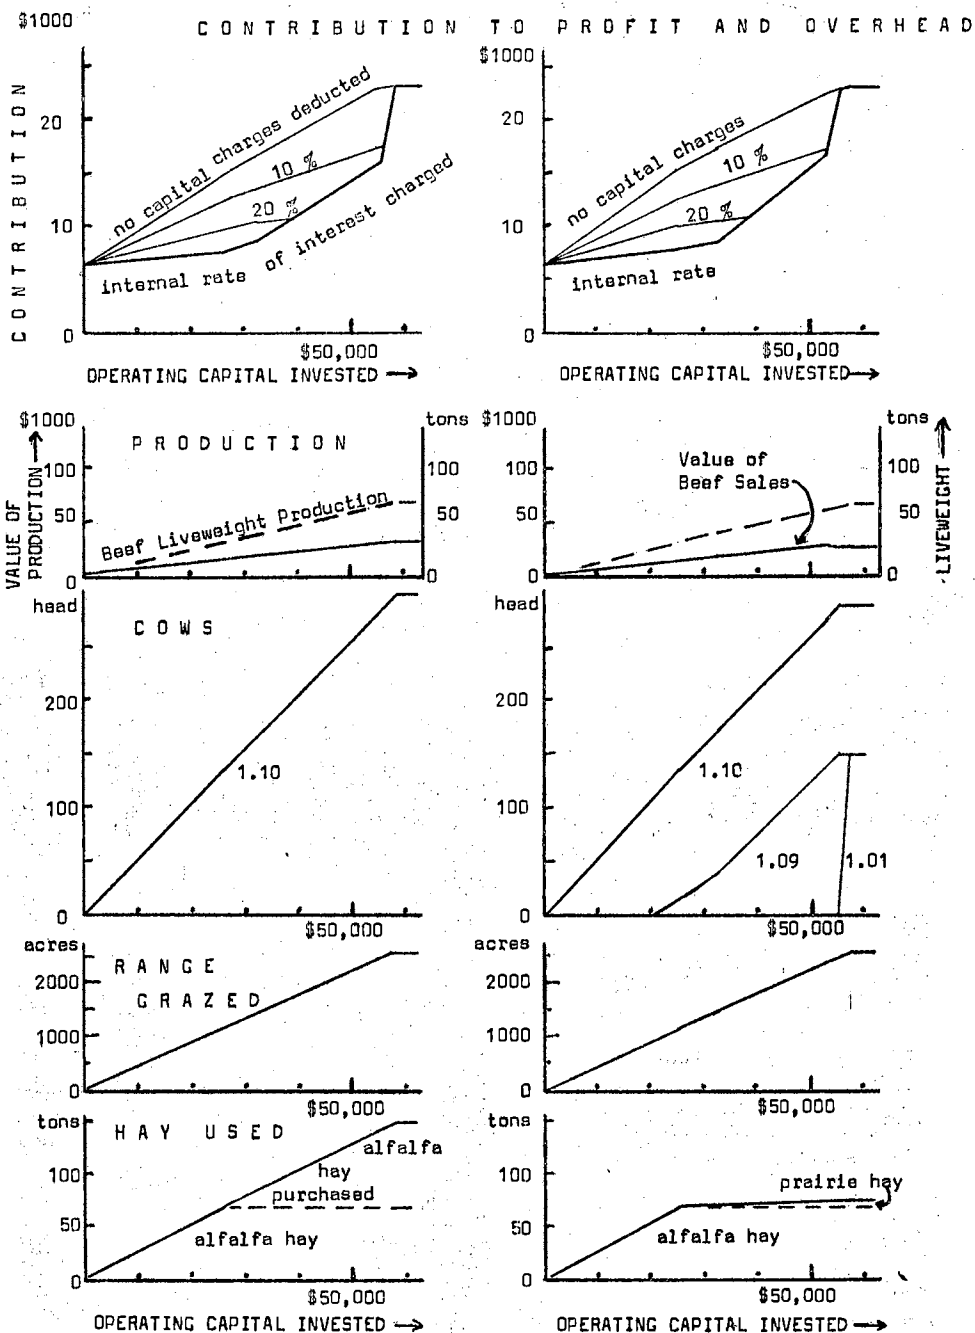 CONTRIBUTION TO PROFIT AND OVERHEAD
$1000
CONTRIBUTION
20
10
0
no capital charges deducted
10 %
20 %
internal rate of interest charged
$50,000
OPERATING CAPITAL INVESTED →
$1000
20
10
0
no capital charges
10 %
20 %
internal rate
$50,000
OPERATING CAPITAL INVESTED →
$1000
VALUE OF
PRODUCTION →
100
50
0
PRODUCTION
Beef Liveweight Production
tons
100
50
0
$1000
100
50
0
Value of
Beef Sales
tons
100
50
0
LIVEWEIGHT →
head
200
100
0
COWS
1.10
$50,000
head
200
100
0
1.10
1.09
1.01
$50,000
acres
2000
1000
0
RANGE
GRAZED
$50,000
acres
2000
1000
0
$50,000
tons
100
50
0
HAY USED
alfalfa
hay
purchased
alfalfa hay
$50,000
OPERATING CAPITAL INVESTED →
tons
100
50
0
prairie hay
alfalfa hay
$50,000
OPERATING CAPITAL INVESTED →